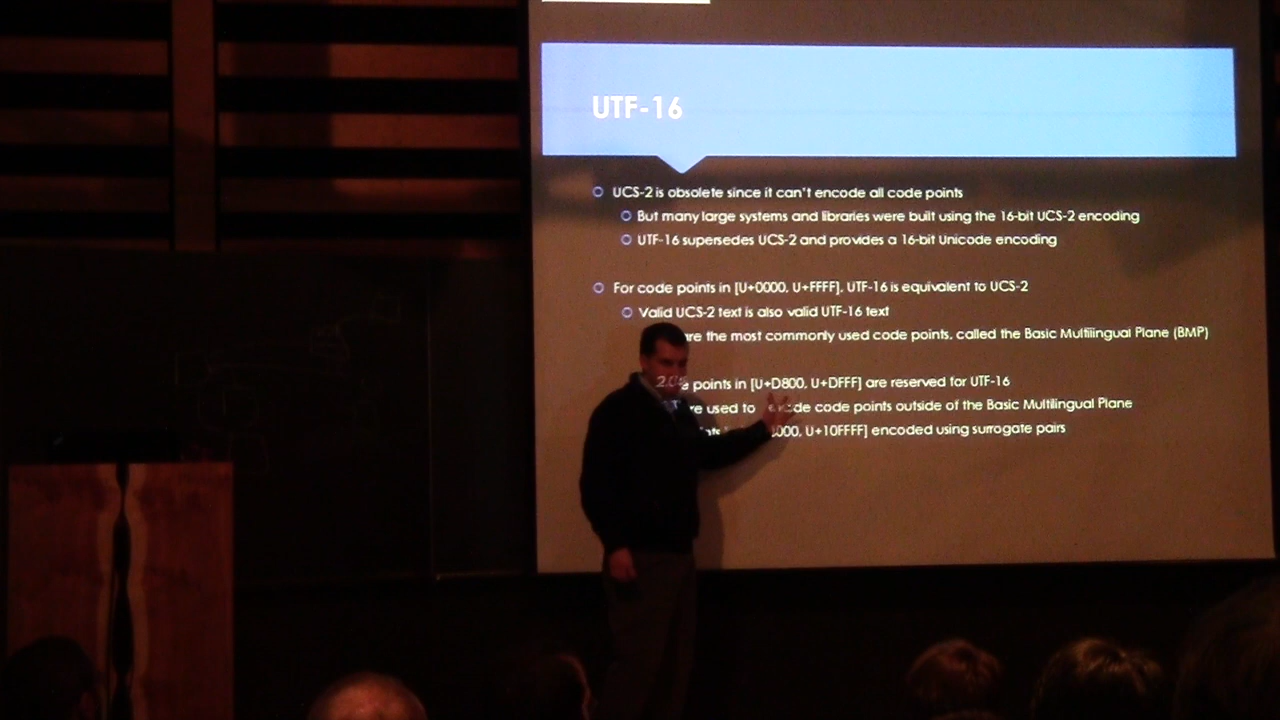 UTF-16
UCS-2 is obsolete since it can't encode all code points
But many large systems and libraries were built using the 16-bit UCS-2 encoding
UTF-16 supersedes UCS-2 and provides a 16-bit Unicode encoding
For code points in [U+0000, U+FFFF], UTF-16 is equivalent to UCS-2
Valid UCS-2 text is also valid UTF-16 text
are the most commonly used code points, called the Basic Multilingual Plane (BMP)
points in [U+D800, U+DFFF] are reserved for UTF-16
used to code points outside of the Basic Multilingual Plane
U+10FFFF] encoded using surrogate pairs